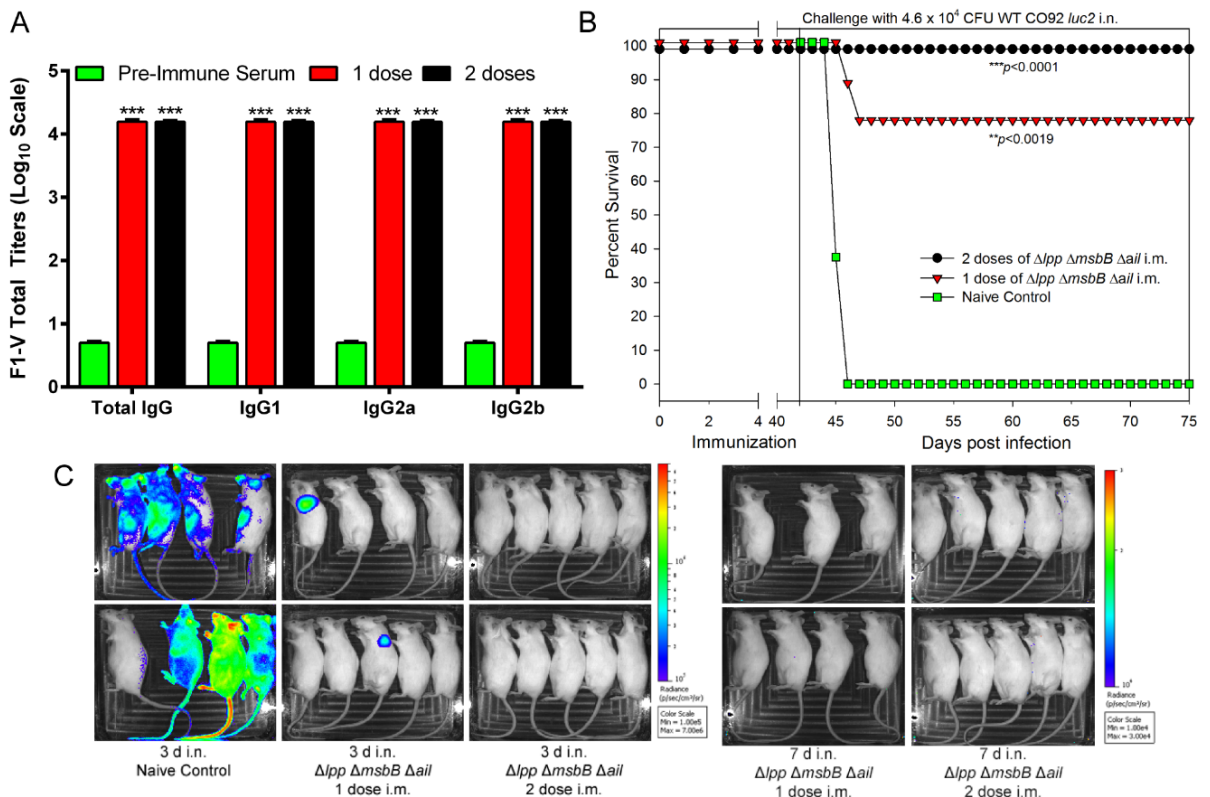 A
F1-V Total Titers (Log10 Scale)
5
4
3
2
1
0
Pre-Immune Serum
1 dose
2 doses
*** ***
*** ***
*** ***
*** ***
Total IgG
IgG1
IgG2a
IgG2b
B
Challenge with 4.6 x 10⁴ CFU WT CO92 luc2 i.n.
Percent Survival
100
90
80
70
60
50
40
30
20
10
0
***p<0.0001
**p<0.0019
2 doses of Δlpp ΔmsbB Δail i.m.
1 dose of Δlpp ΔmsbB Δail i.m.
Naive Control
0 2 4 40 45 50 55 60 65 70 75
Immunization
Days post infection
C
3 d i.n.
Naive Control
3 d i.n.
Δlpp ΔmsbB Δail
1 dose i.m.
3 d i.n.
Δlpp ΔmsbB Δail
2 dose i.m.
Radiance
(p/sec/cm²/sr)
Color Scale
Min = 1.00e5
Max = 7.00e6
7 d i.n.
Δlpp ΔmsbB Δail
1 dose i.m.
7 d i.n.
Δlpp ΔmsbB Δail
2 dose i.m.
3
2
Radiance
(p/sec/cm²/sr)
Color Scale
Min = 1.00e4
Max = 3.00e4